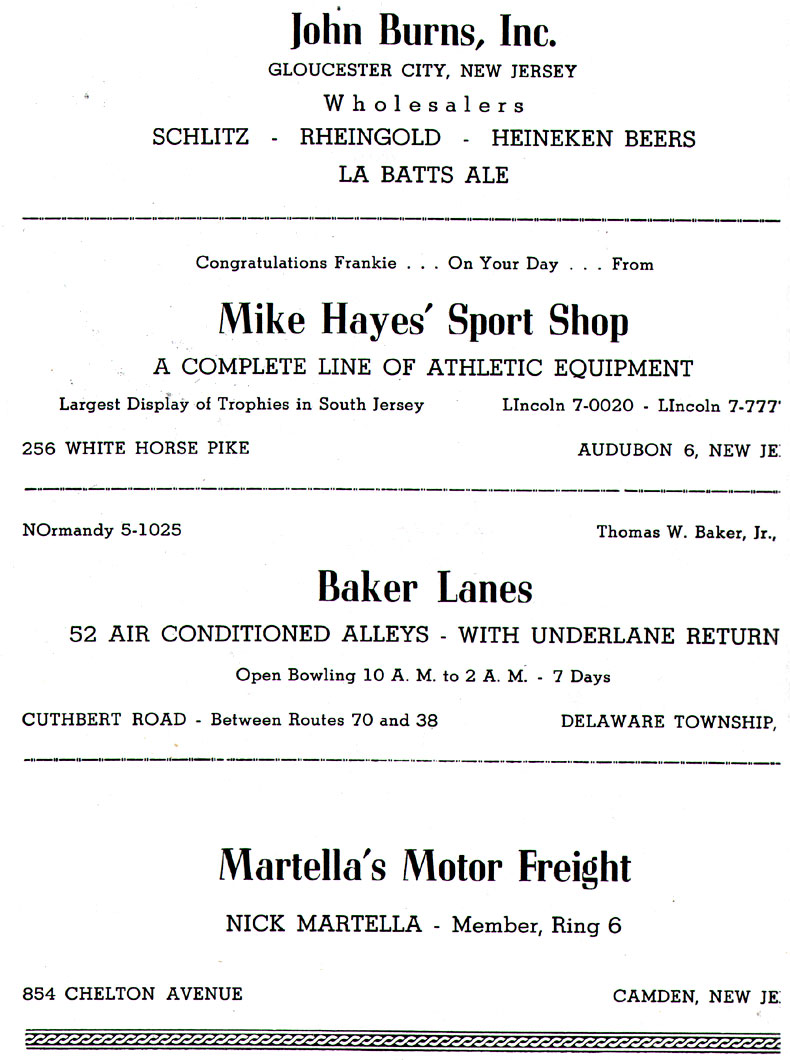 John Burns, Inc.
GLOUCESTER CITY, NEW JERSEY
Wholesalers
SCHLITZ - RHEINGOLD - HEINEKEN BEERS
LA BATTS ALE
Congratulations Frankie . . . On Your Day . . . From
Mike Hayes' Sport Shop
A COMPLETE LINE OF ATHLETIC EQUIPMENT
Largest Display of Trophies in South Jersey LIncoln 7-0020 - LIncoln 7-777
256 WHITE HORSE PIKE AUDUBON 6, NEW JE
NOrmandy 5-1025 Thomas W. Baker, Jr.,
Baker Lanes
52 AIR CONDITIONED ALLEYS - WITH UNDERLANE RETURN
Open Bowling 10 A. M. to 2 A. M. - 7 Days
CUTHBERT ROAD - Between Routes 70 and 38 DELAWARE TOWNSHIP,
Martella's Motor Freight
NICK MARTELLA - Member, Ring 6
854 CHELTON AVENUE CAMDEN, NEW JE